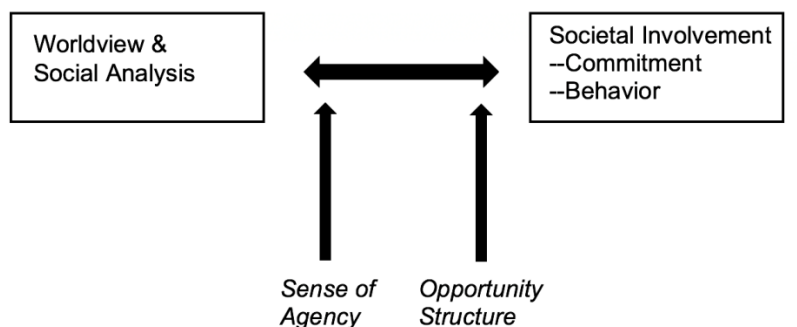 Worldview &
Social Analysis
Societal Involvement
--Commitment
--Behavior
Sense of
Agency
Opportunity
Structure